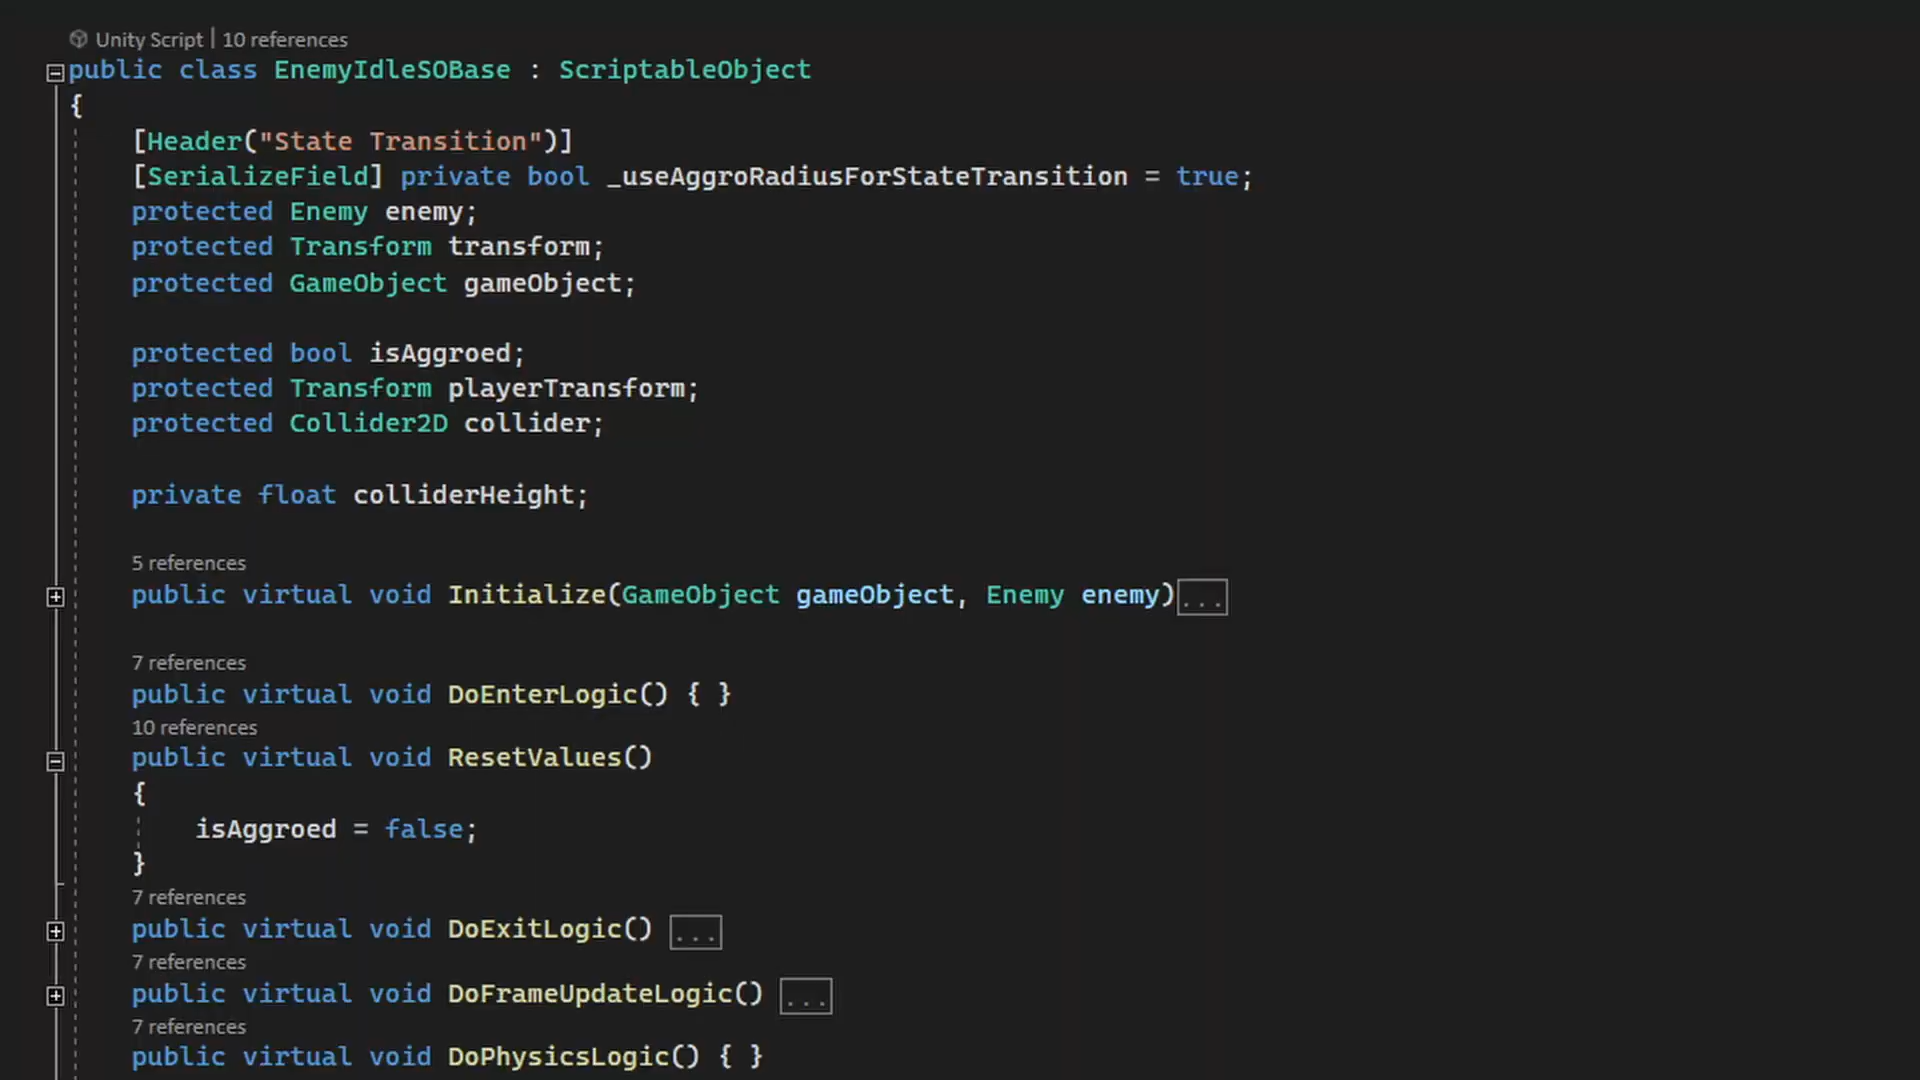 Unity Script | 10 references
public class EnemyIdleSOBase : ScriptableObject
{
[Header("State Transition")]
[SerializeField] private bool _useAggroRadiusForStateTransition = true;
protected Enemy enemy;
protected Transform transform;
protected GameObject gameObject;
protected bool isAggroed;
protected Transform playerTransform;
protected Collider2D collider;
private float colliderHeight;
5 references
public virtual void Initialize(GameObject gameObject, Enemy enemy)...
7 references
public virtual void DoEnterLogic() { }
10 references
public virtual void ResetValues()
{
isAggroed = false;
}
7 references
public virtual void DoExitLogic() ...
7 references
public virtual void DoFrameUpdateLogic() ...
7 references
public virtual void DoPhysicsLogic() { }